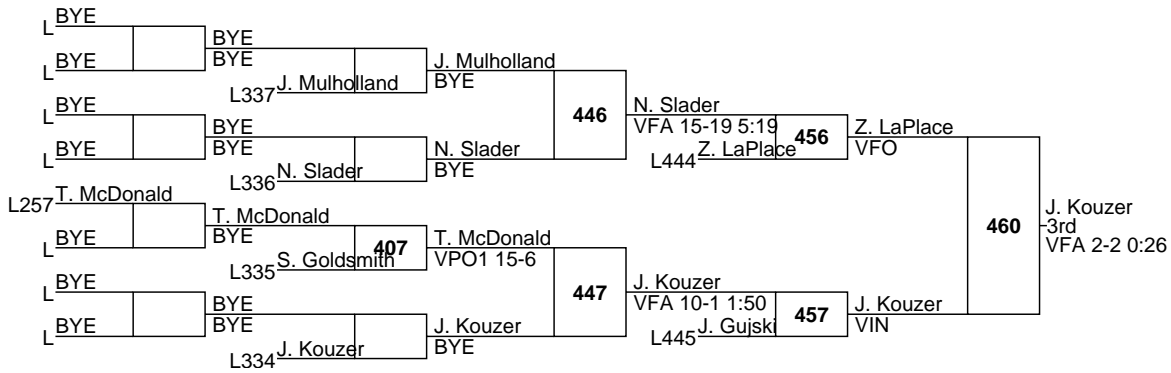 L BYE
BYE
BYE
L BYE
L337 J. Mulholland
J. Mulholland
BYE
L BYE
BYE
BYE
L BYE
L336 N. Slader
N. Slader
BYE
446
N. Slader
VFA 15-19 5:19
L444 Z. LaPlace
456
Z. LaPlace
VFO
L257 T. McDonald
T. McDonald
BYE
L BYE
L335 S. Goldsmith
407
T. McDonald
VPO1 15-6
L BYE
BYE
BYE
L BYE
L334 J. Kouzer
J. Kouzer
BYE
447
J. Kouzer
VFA 10-1 1:50
L445 J. Gujski
457
J. Kouzer
VIN
460
J. Kouzer
3rd
VFA 2-2 0:26